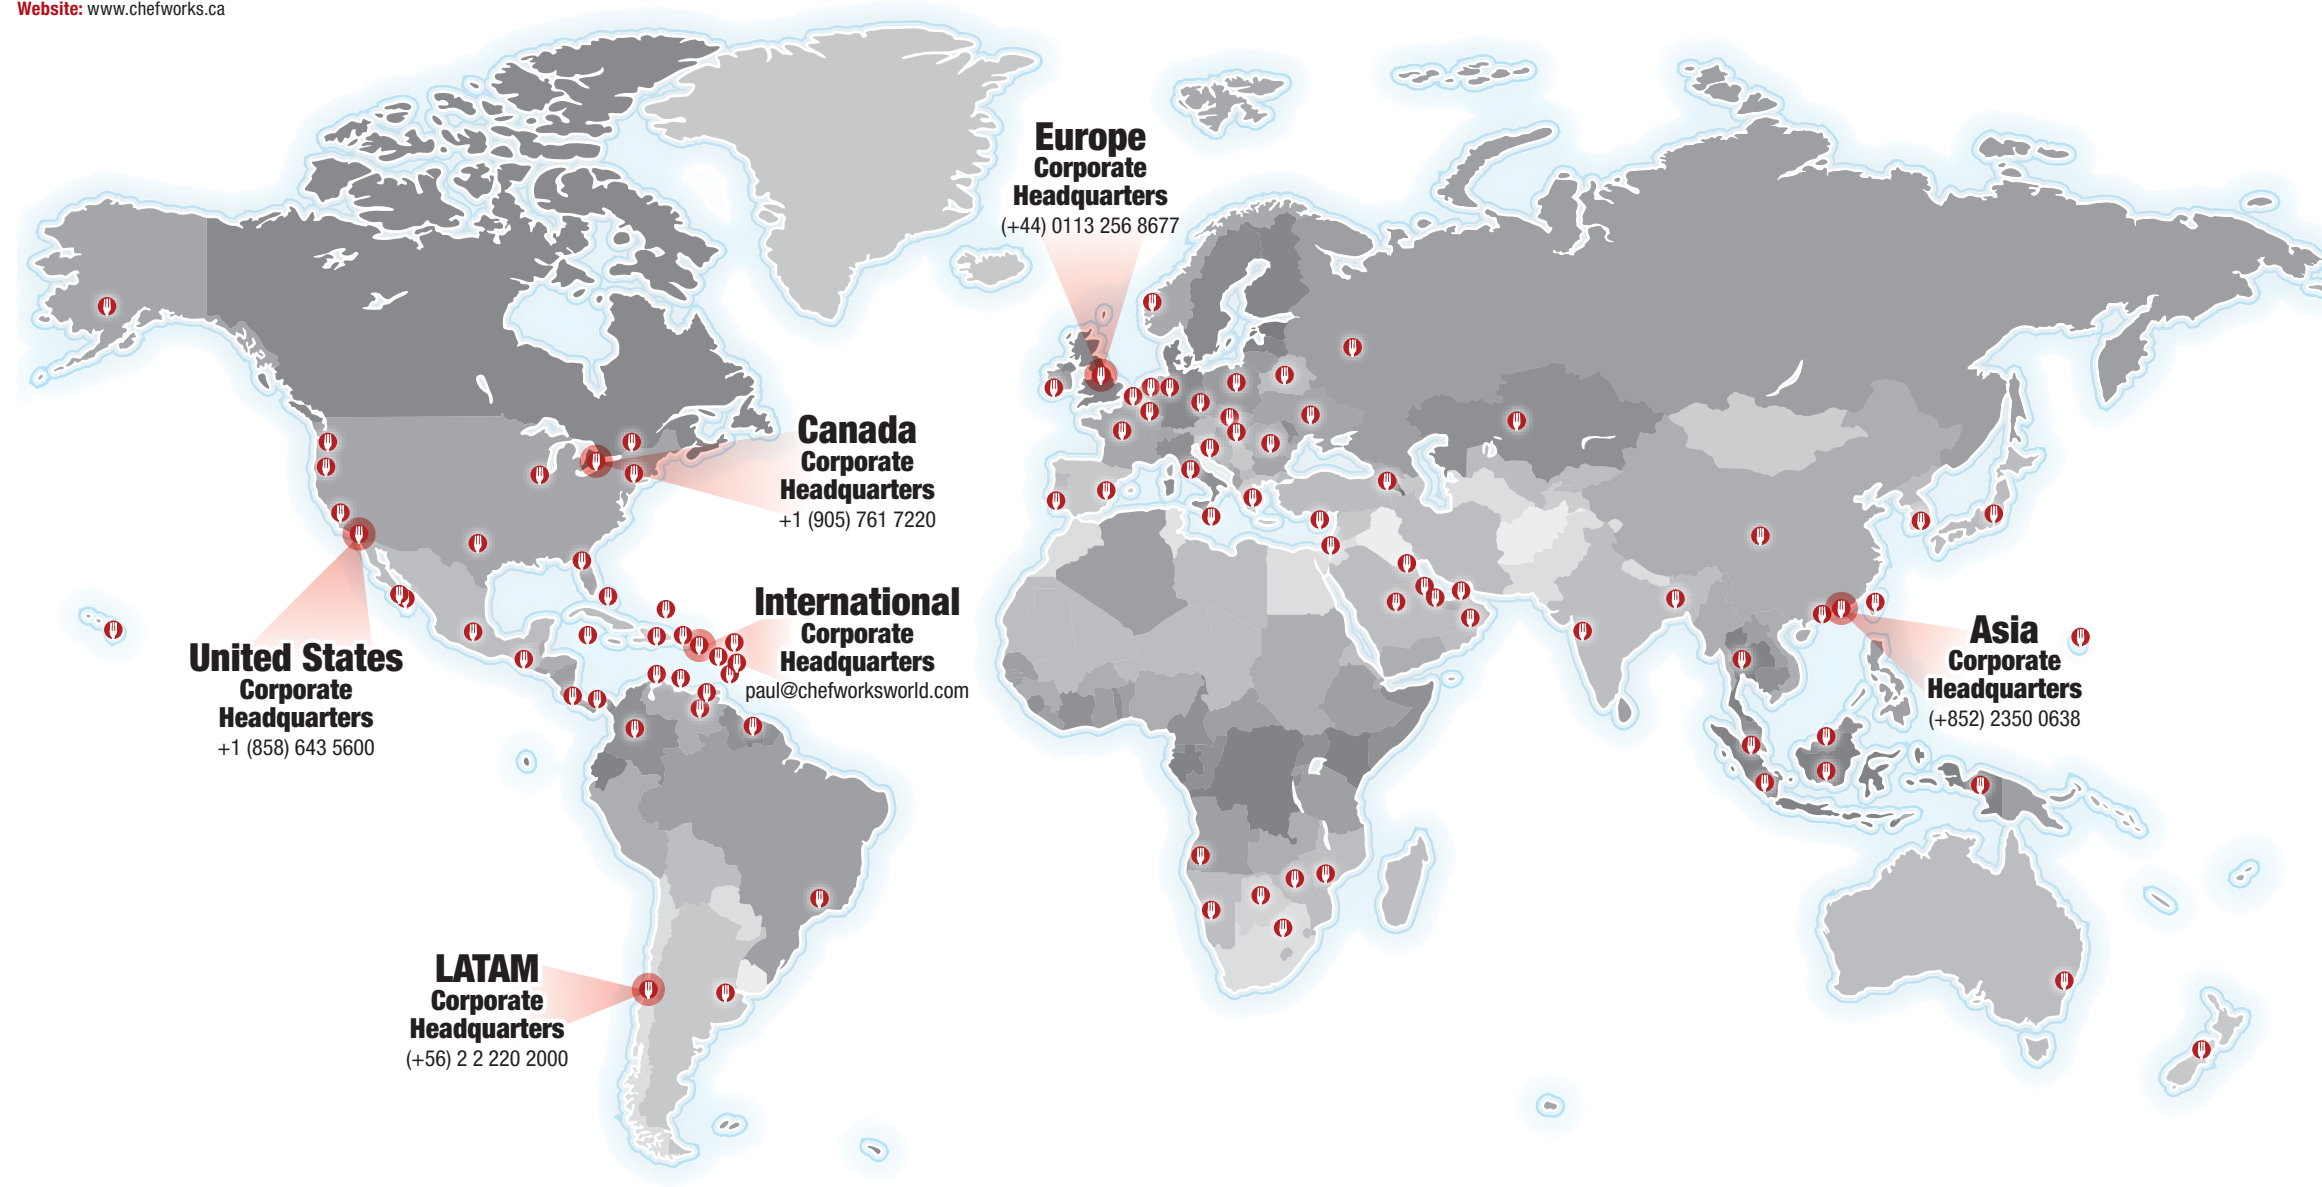 Website: www.chefworks.ca
Europe
Corporate
Headquarters
(+44) 0113 256 8677
Canada
Corporate
Headquarters
+1 (905) 761 7220
International
Corporate
Headquarters
paul@chefworksworld.com
United States
Corporate
Headquarters
+1 (858) 643 5600
Asia
Corporate
Headquarters
(+852) 2350 0638
LATAM
Corporate
Headquarters
(+56) 2 2 220 2000